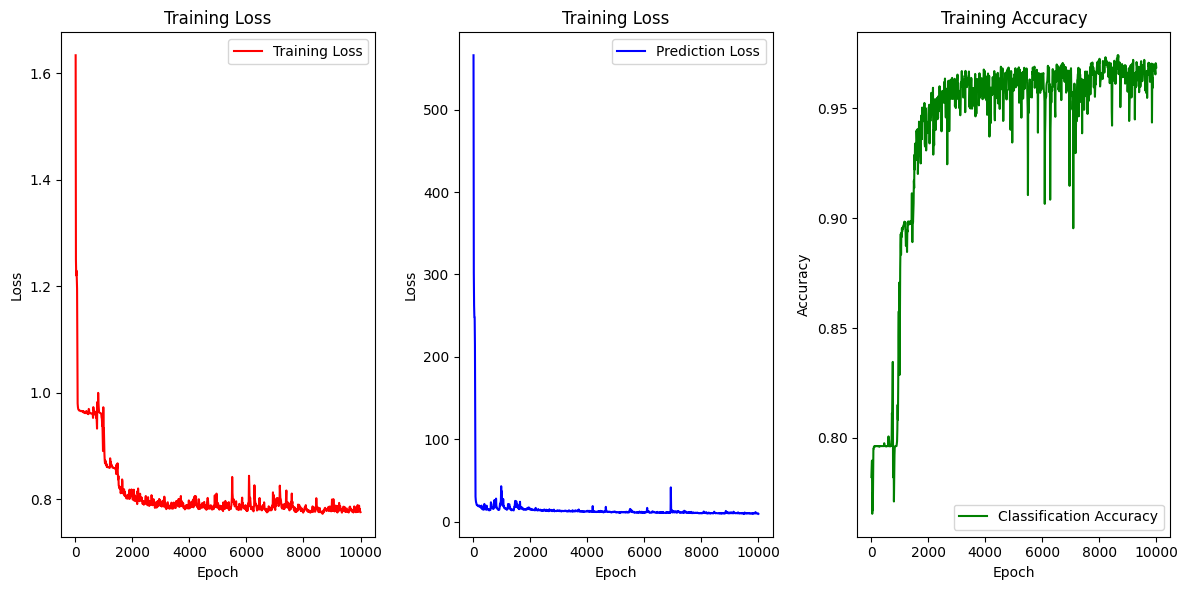 Training Loss
Training Loss
1.6
1.4
1.2
1.0
0.8
Loss
0 2000 4000 6000 8000 10000
Epoch
Training Loss
Prediction Loss
500
400
300
200
100
0
Loss
0 2000 4000 6000 8000 10000
Epoch
Training Accuracy
0.95
0.90
0.85
0.80
Accuracy
Classification Accuracy
0 2000 4000 6000 8000 10000
Epoch